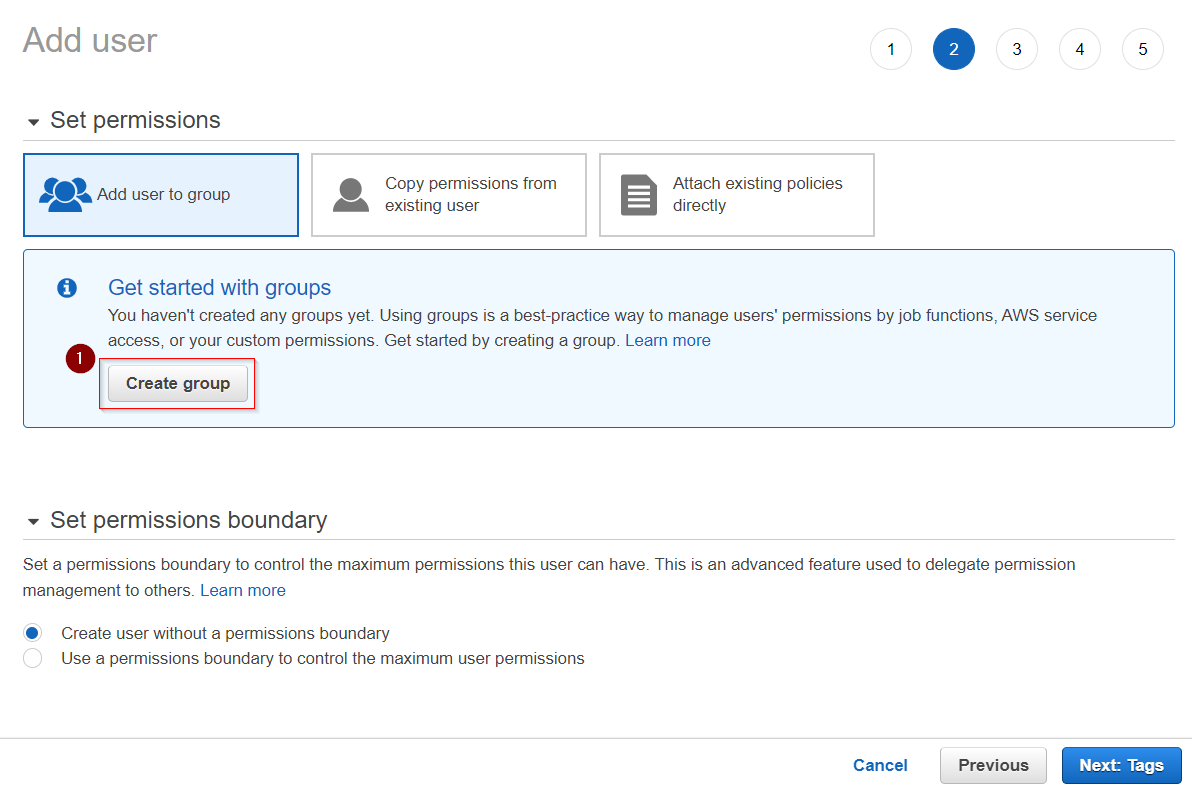 Add user
1 2 3 4 5
Set permissions
Add user to group
Copy permissions from
existing user
Attach existing policies
directly
Get started with groups
You haven't created any groups yet. Using groups is a best-practice way to manage users' permissions by job functions, AWS service
access, or your custom permissions. Get started by creating a group. Learn more
1
Create group
Set permissions boundary
Set a permissions boundary to control the maximum permissions this user can have. This is an advanced feature used to delegate permission
management to others. Learn more
Create user without a permissions boundary
Use a permissions boundary to control the maximum user permissions
Cancel Previous Next: Tags